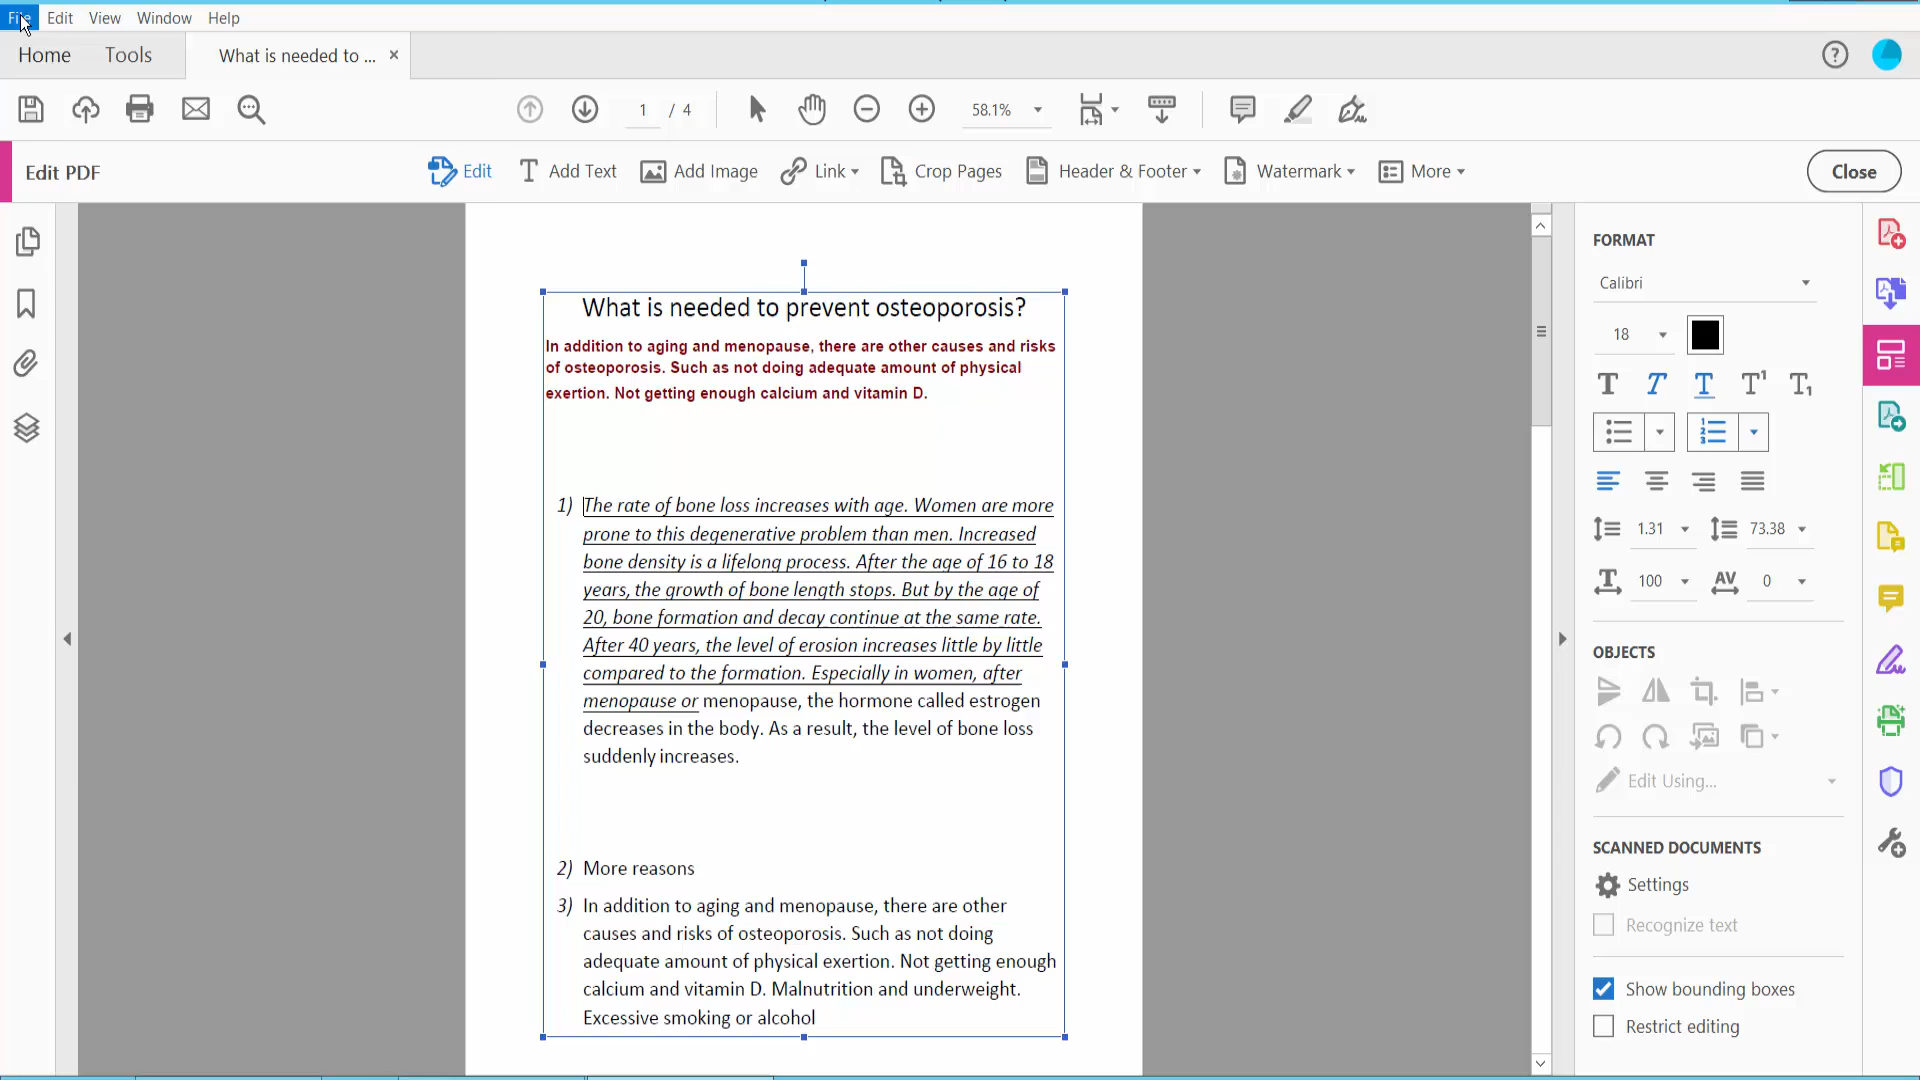 File Edit View Window Help
Home Tools What is needed to ... ×
1 / 4 58.1%
Edit PDF Edit Add Text Add Image Link Crop Pages Header & Footer Watermark More Close
What is needed to prevent osteoporosis?
In addition to aging and menopause, there are other causes and risks
of osteoporosis. Such as not doing adequate amount of physical
exertion. Not getting enough calcium and vitamin D.
1) The rate of bone loss increases with age. Women are more
prone to this degenerative problem than men. Increased
bone density is a lifelong process. After the age of 16 to 18
years, the growth of bone length stops. But by the age of
20, bone formation and decay continue at the same rate.
After 40 years, the level of erosion increases little by little
compared to the formation. Especially in women, after
menopause or menopause, the hormone called estrogen
decreases in the body. As a result, the level of bone loss
suddenly increases.
2) More reasons
3) In addition to aging and menopause, there are other
causes and risks of osteoporosis. Such as not doing
adequate amount of physical exertion. Not getting enough
calcium and vitamin D. Malnutrition and underweight.
Excessive smoking or alcohol
FORMAT
Calibri
18
1.31 73.38
100 AV 0
OBJECTS
Edit Using...
SCANNED DOCUMENTS
Settings
Recognize text
Show bounding boxes
Restrict editing